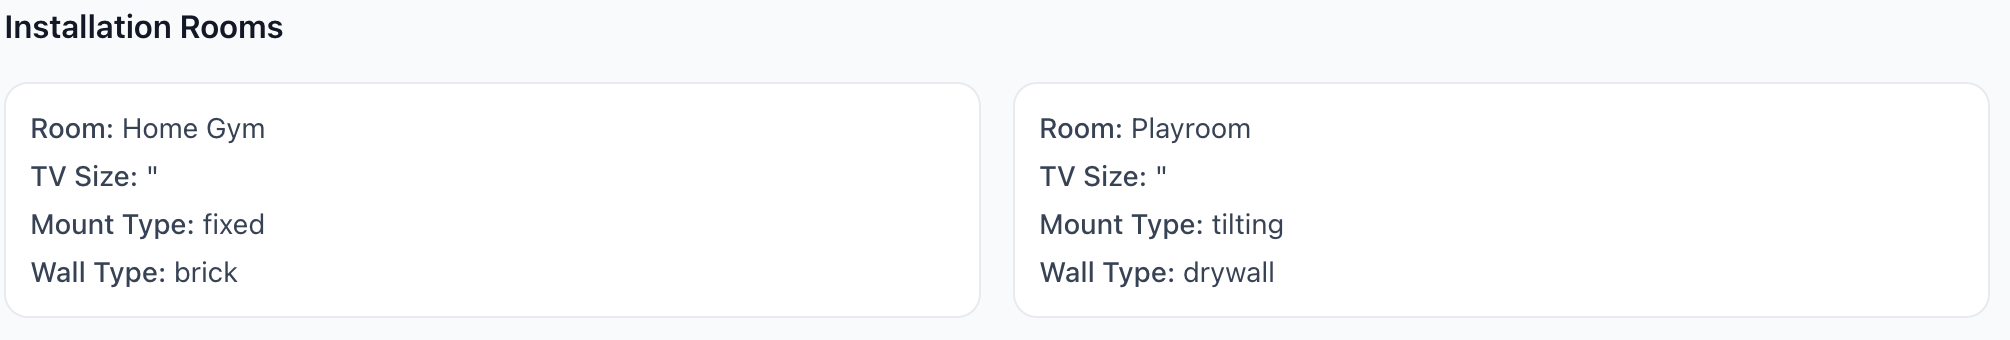 Installation Rooms
Room: Home Gym
TV Size: "
Mount Type: fixed
Wall Type: brick
Room: Playroom
TV Size: "
Mount Type: tilting
Wall Type: drywall